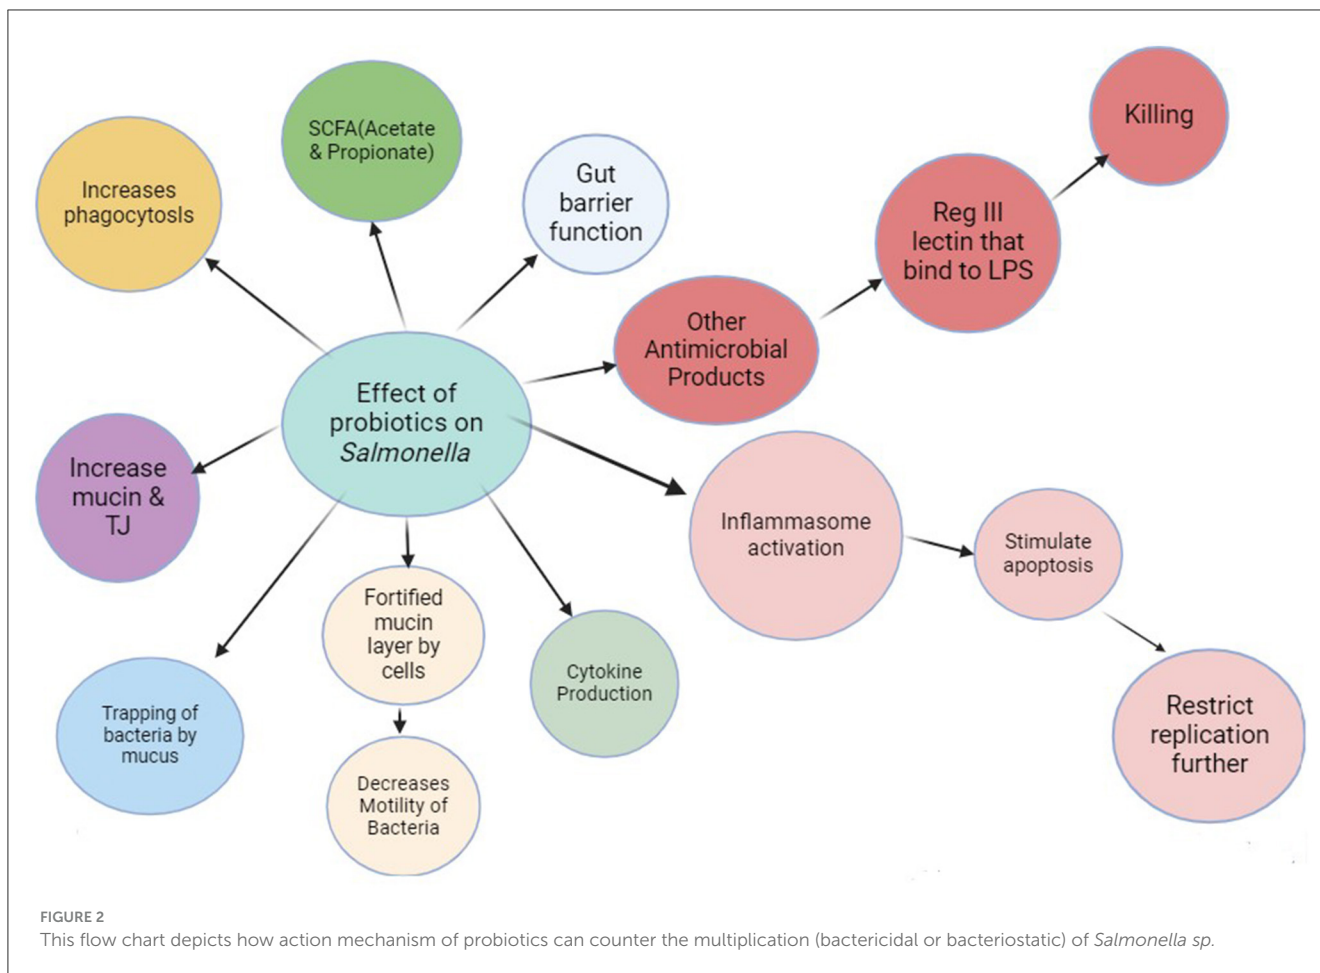 SCFA(Acetate
& Propionate)
Increases
phagocytosIs
Gut
barrier
function
Killing
Reg III
lectin that
bind to LPS
Other
Antimicrobial
Products
Effect of
probiotics on
Salmonella
Increase
mucin &
TJ
Inflammasome
activation
Stimulate
apoptosis
Restrict
replication
further
Fortified
mucin
layer by
cells
Cytokine
Production
Trapping of
bacteria by
mucus
Decreases
Motility of
Bacteria
FIGURE 2
This flow chart depicts how action mechanism of probiotics can counter the multiplication (bactericidal or bacteriostatic) of Salmonella sp.